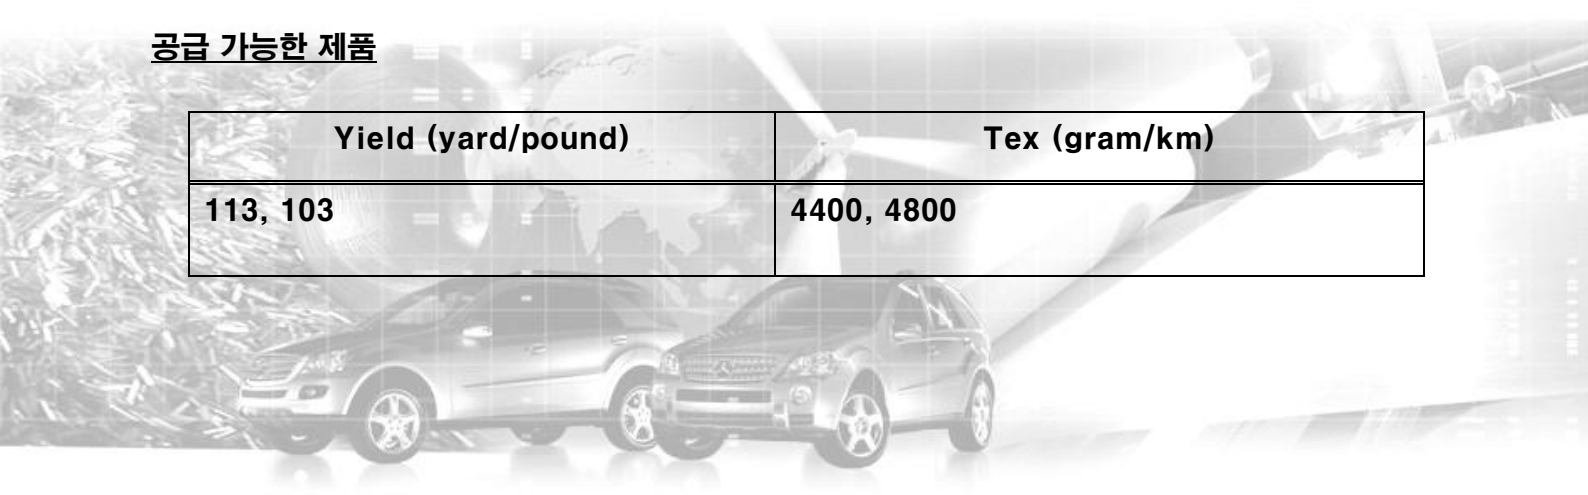 공급 가능한 제품
Yield (yard/pound) Tex (gram/km)
113, 103 4400, 4800